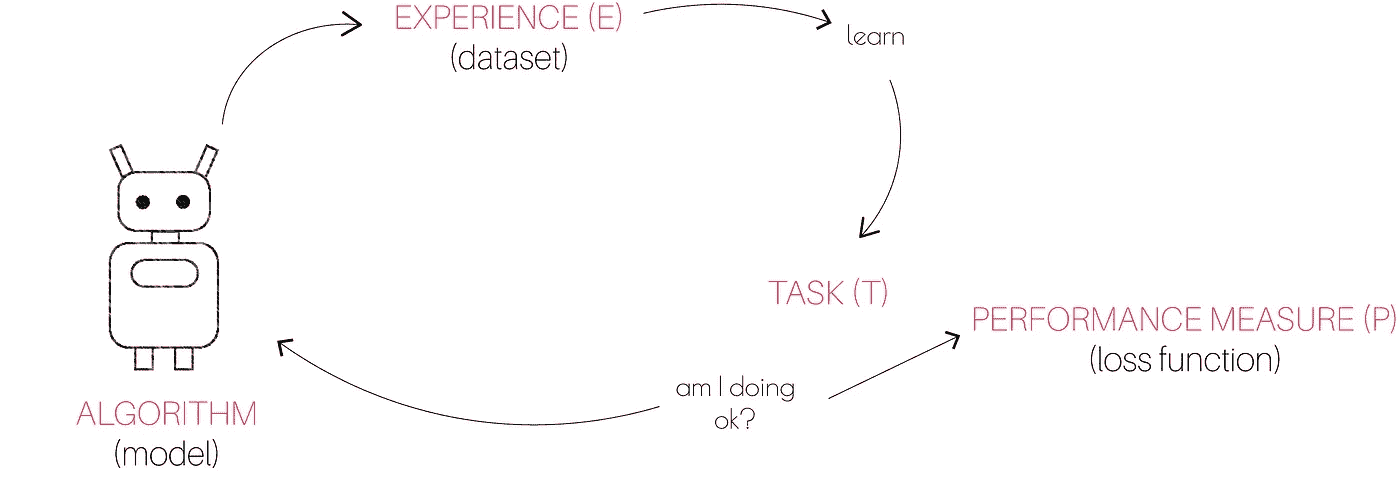 EXPERIENCE (E)
(dataset)
learn
TASK (T)
PERFORMANCE MEASURE (P)
(loss function)
am I doing
ok?
ALGORITHM
(model)